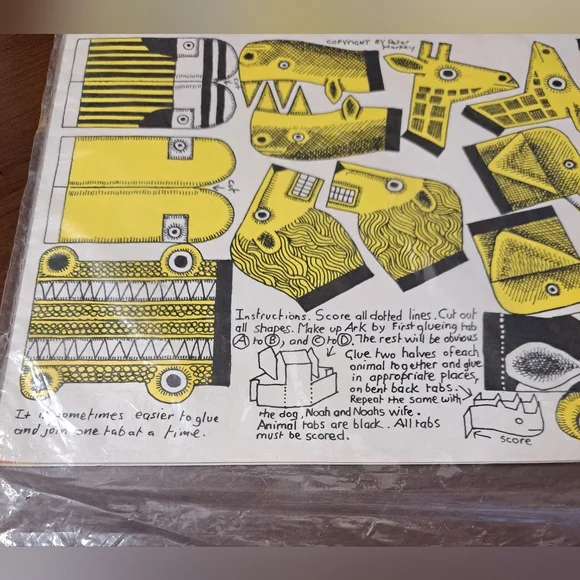 COPYRIGHT BY Peter
Markey
Instructions. Score all dotted lines. Cut out
all shapes. Make up Ark by First glueing tab
A to B, and C to D. The rest will be obvious
Glue two halves of each
animal together and glue
in appropriate places,
on bent back tabs.
Repeat the same with
the dog, Noah and Noahs wife.
Animal tabs are black. All tabs
must be scored.
SCORE
It is sometimes easier to glue
and join one tab at a time.